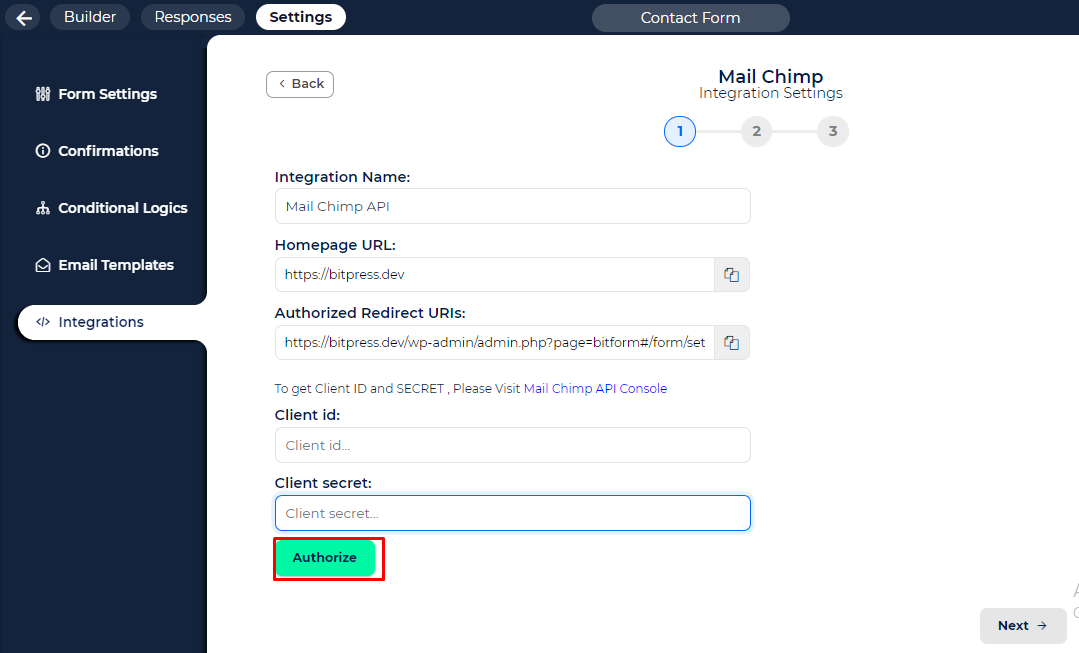 Builder
Responses
Settings
Contact Form
Form Settings
Confirmations
Conditional Logics
Email Templates
Integrations
Back
Mail Chimp
Integration Settings
1 2 3
Integration Name:
Mail Chimp API
Homepage URL:
https://bitpress.dev
Authorized Redirect URIs:
https://bitpress.dev/wp-admin/admin.php?page=bitform#/form/set
To get Client ID and SECRET , Please Visit Mail Chimp API Console
Client id:
Client id...
Client secret:
Client secret...
Authorize
Next